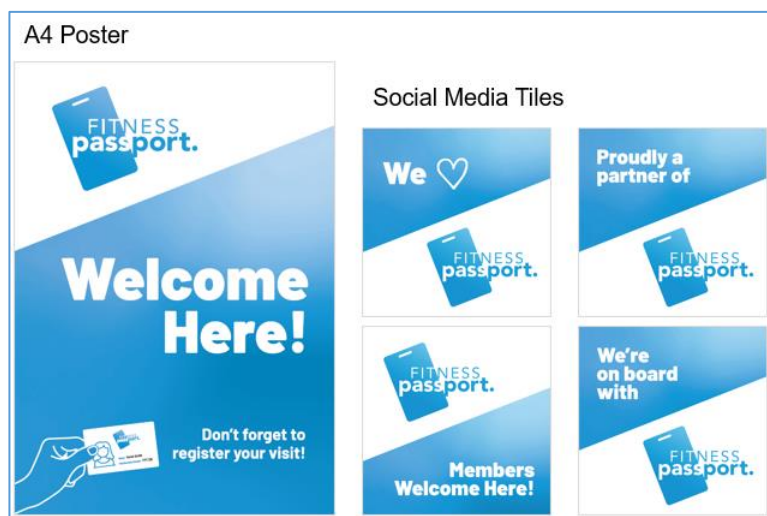 A4 Poster
FITNESS
passport.
Welcome
Here!
Don't forget to
register your visit!
Social Media Tiles
We ♡
FITNESS
passport.
Proudly a
partner of
FITNESS
passport.
FITNESS
passport.
Members
Welcome Here!
We're
on board
with
FITNESS
passport.